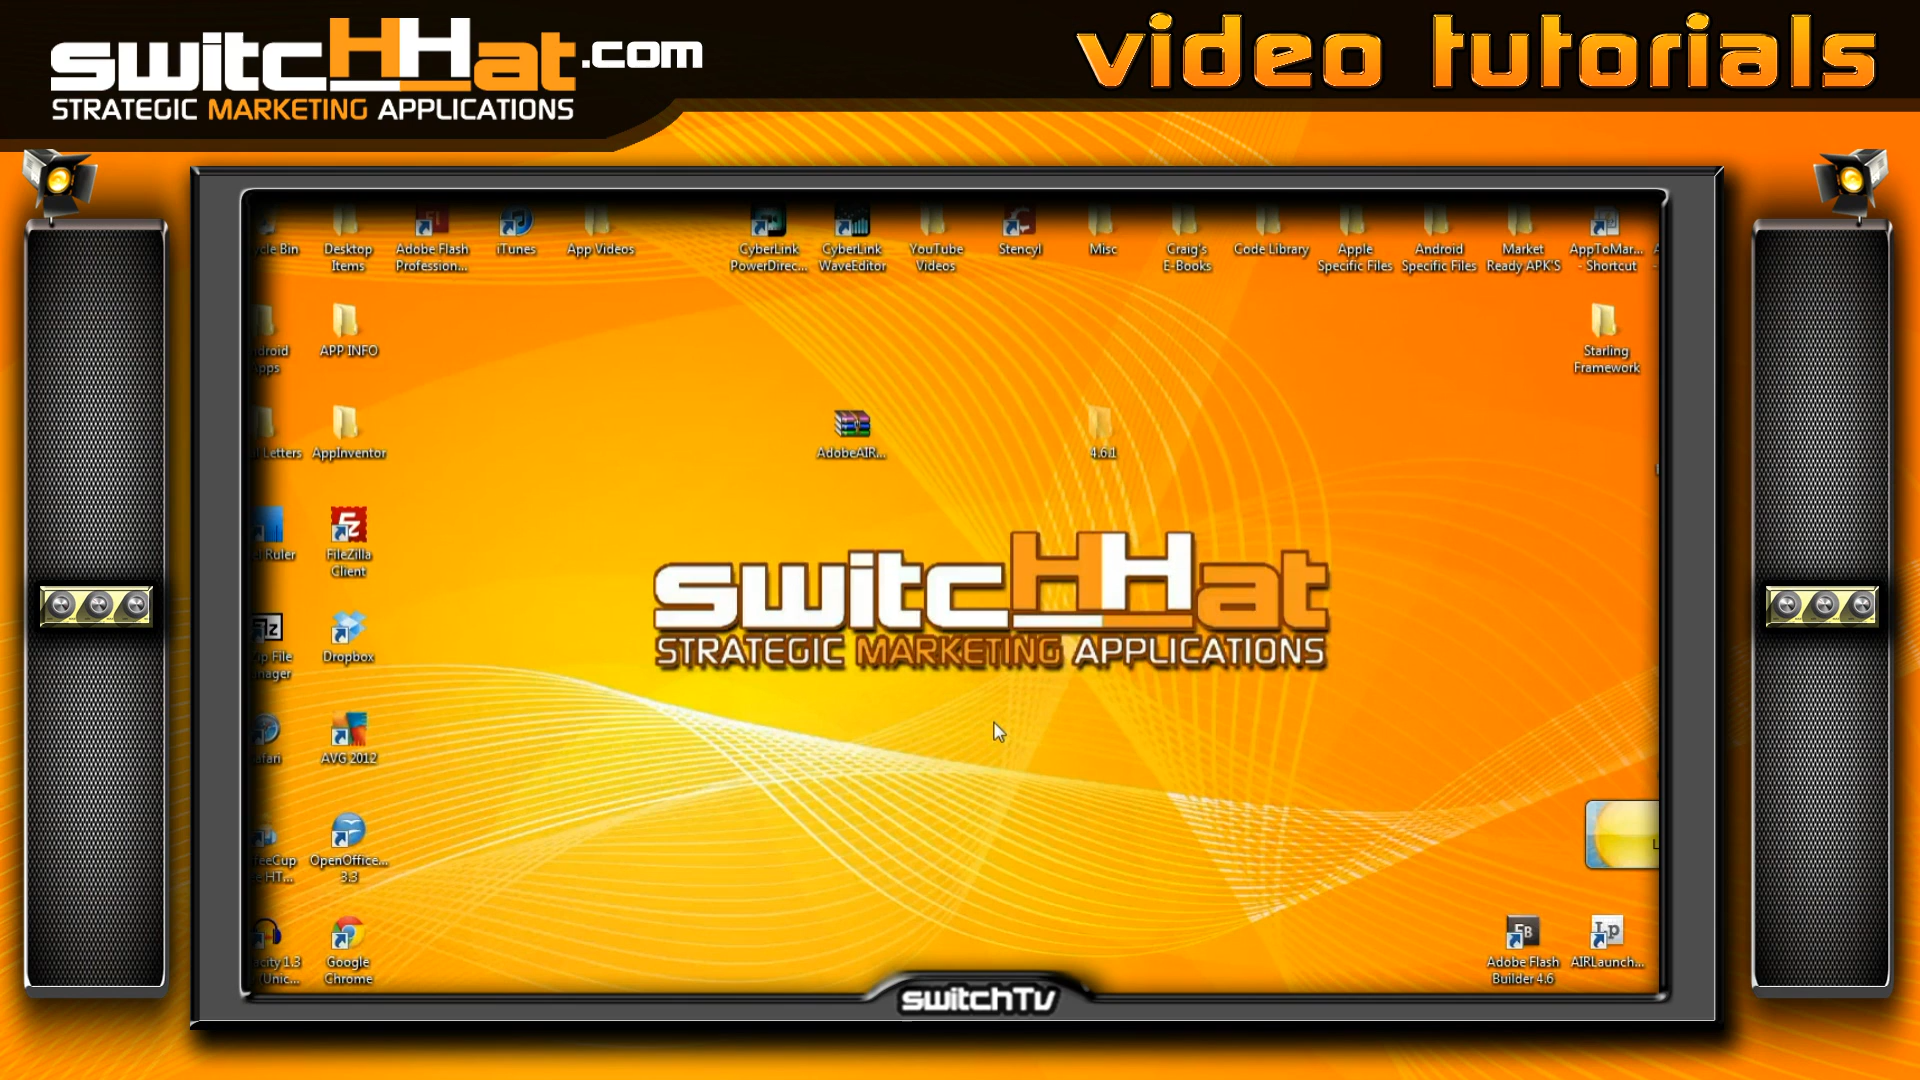 switcHHat.com
STRATEGIC MARKETING APPLICATIONS
video tutorials
Desktop
Items
Adobe Flash
Profession...
iTunes
App Videos
CyberLink
PowerDirec...
CyberLink
WaveEditor
YouTube
Videos
Stencyl
Misc
Craig's
E-Books
Code Library
Apple
Specific Files
Android
Specific Files
Market
Ready APK'S
AppToMar...
- Shortcut
APP INFO
Starling
Framework
Letters
AppInventor
AdobeAIR...
4.6.1
Ruler
FileZilla
Client
switcHHat
STRATEGIC MARKETING APPLICATIONS
File
Dropbox
AVG 2012
OpenOffice...
3.3
Google
Chrome
Adobe Flash
Builder 4.6
AIRLaunch...
switchTv